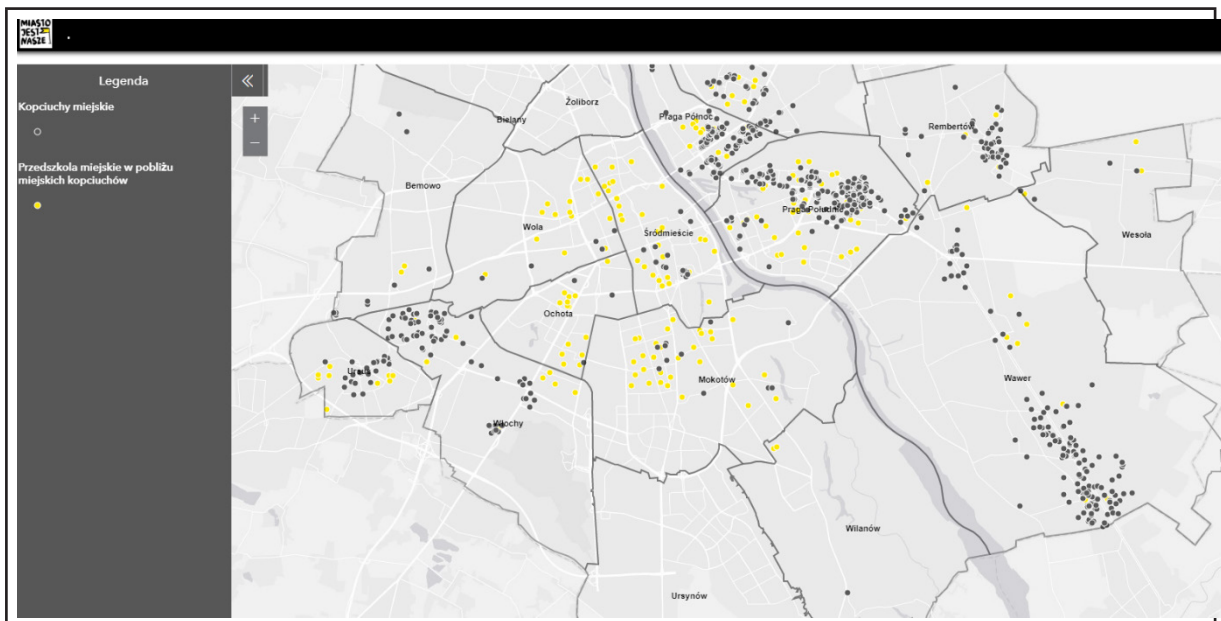 MIASTO
JEST
NASZE
.
Legenda
Kopciuchy miejskie
Przedszkola miejskie w pobliżu
miejskich kopciuchów
+
−
Żoliborz
Bielany
Praga Północ
Rembertów
Bemowo
Praga Południe
Wola
Śródmieście
Wesoła
Ochota
Ursus
Mokotów
Wawer
Włochy
Wilanów
Ursynów